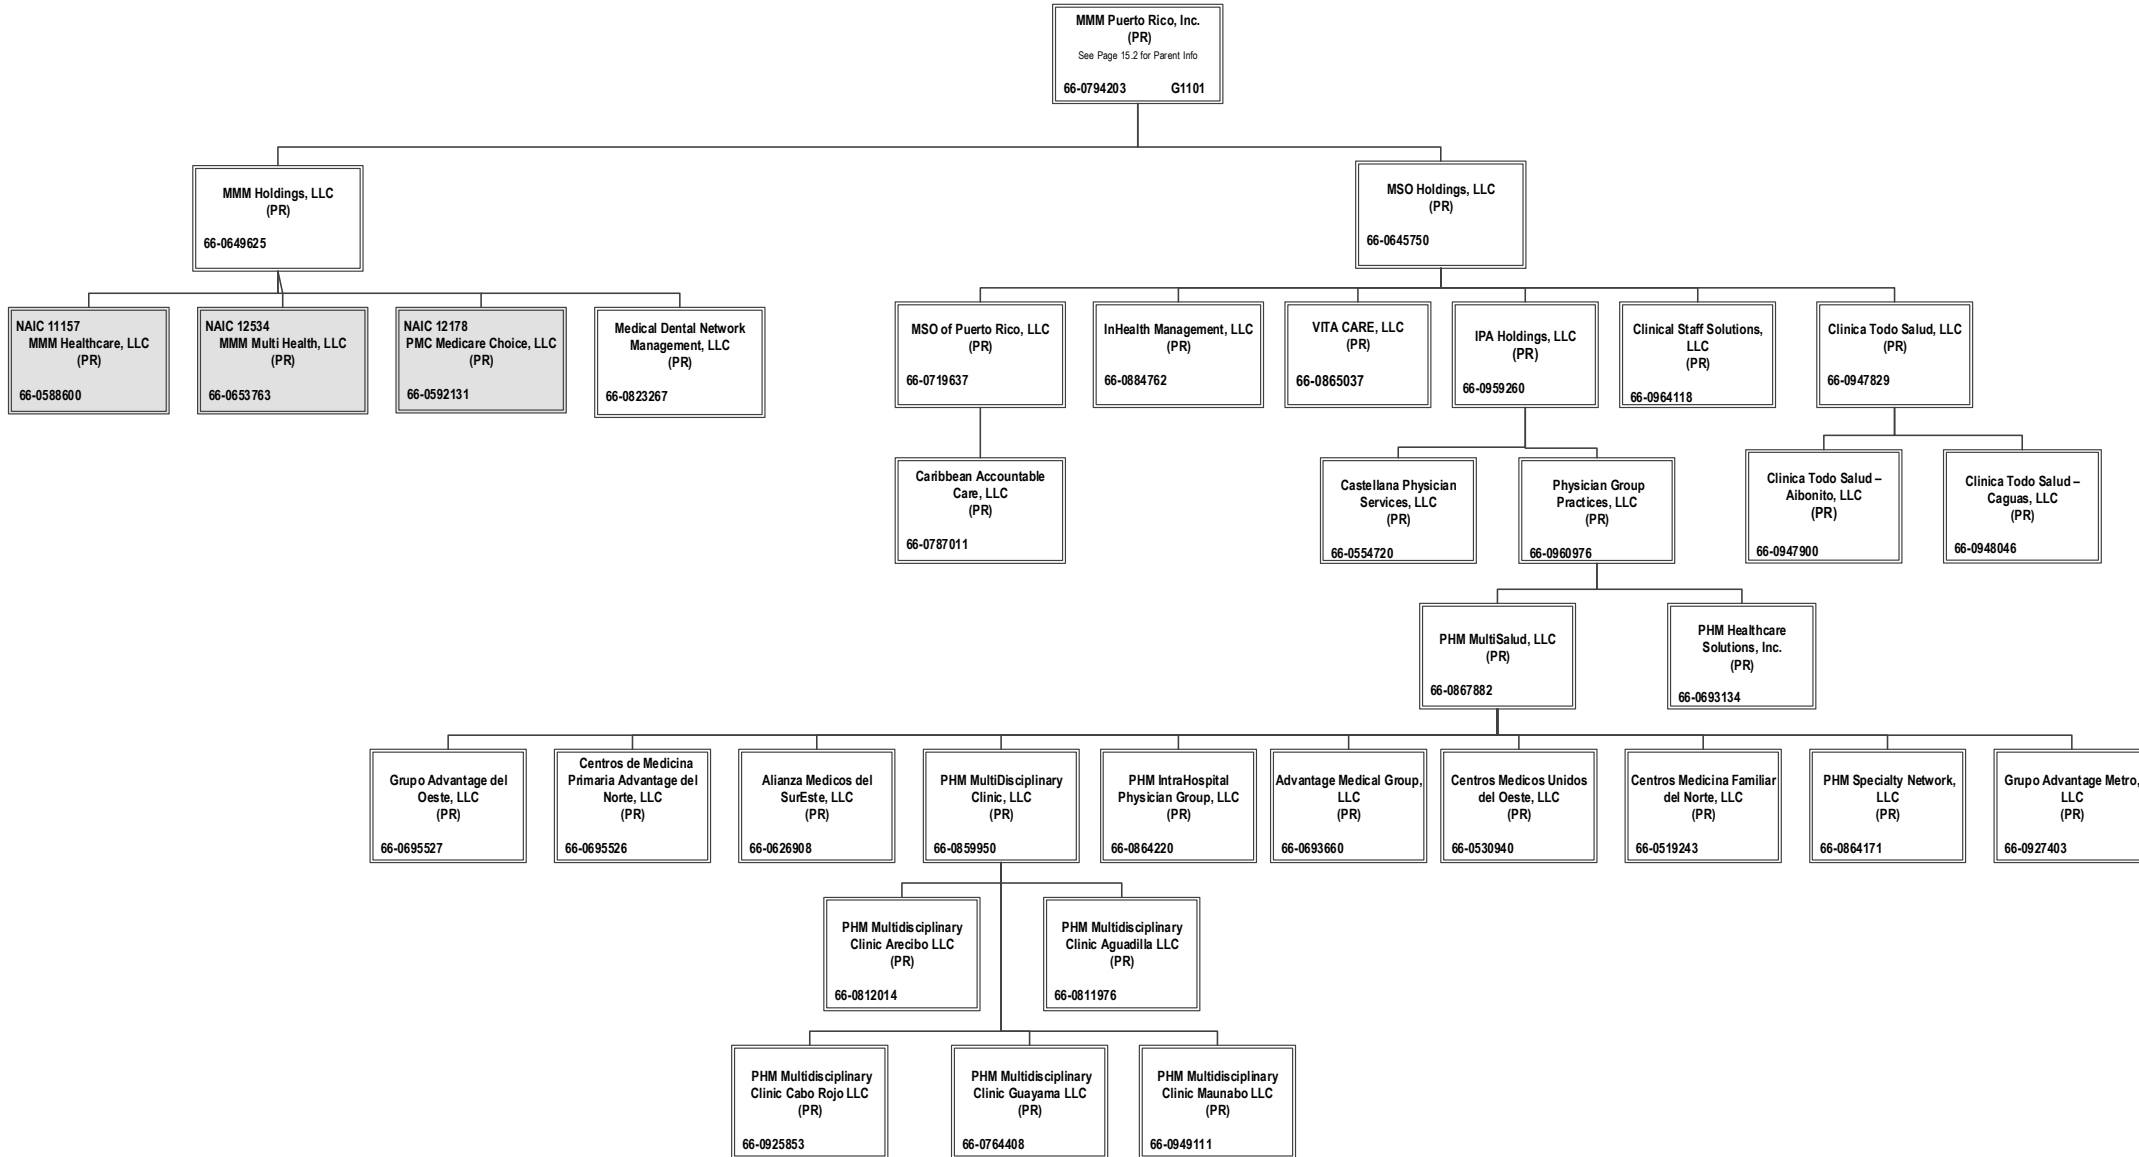 MMM Puerto Rico, Inc.
(PR)
See Page 15.2 for Parent Info
66-0794203 G1101
MMM Holdings, LLC
(PR)
66-0649625
MSO Holdings, LLC
(PR)
66-0645750
NAIC 11157
MMM Healthcare, LLC
(PR)
66-0588600
NAIC 12534
MMM Multi Health, LLC
(PR)
66-0653763
NAIC 12178
PMC Medicare Choice, LLC
(PR)
66-0592131
Medical Dental Network
Management, LLC
(PR)
66-0823267
MSO of Puerto Rico, LLC
(PR)
66-0719637
InHealth Management, LLC
(PR)
66-0884762
VITA CARE, LLC
(PR)
66-0865037
IPA Holdings, LLC
(PR)
66-0959260
Clinical Staff Solutions,
LLC
(PR)
66-0964118
Clinica Todo Salud, LLC
(PR)
66-0947829
Caribbean Accountable
Care, LLC
(PR)
66-0787011
Castellana Physician
Services, LLC
(PR)
66-0554720
Physician Group
Practices, LLC
(PR)
66-0960976
Clinica Todo Salud –
Aibonito, LLC
(PR)
66-0947900
Clinica Todo Salud –
Caguas, LLC
(PR)
66-0948046
PHM MultiSalud, LLC
(PR)
66-0867882
PHM Healthcare
Solutions, Inc.
(PR)
66-0693134
Grupo Advantage del
Oeste, LLC
(PR)
66-0695527
Centros de Medicina
Primaria Advantage del
Norte, LLC
(PR)
66-0695526
Alianza Medicos del
SurEste, LLC
(PR)
66-0626908
PHM MultiDisciplinary
Clinic, LLC
(PR)
66-0859950
PHM IntraHospital
Physician Group, LLC
(PR)
66-0864220
Advantage Medical Group,
LLC
(PR)
66-0693660
Centros Medicos Unidos
del Oeste, LLC
(PR)
66-0530940
Centros Medicina Familiar
del Norte, LLC
(PR)
66-0519243
PHM Specialty Network,
LLC
(PR)
66-0864171
Grupo Advantage Metro,
LLC
(PR)
66-0927403
PHM Multidisciplinary
Clinic Arecibo LLC
(PR)
66-0812014
PHM Multidisciplinary
Clinic Aguadilla LLC
(PR)
66-0811976
PHM Multidisciplinary
Clinic Cabo Rojo LLC
(PR)
66-0925853
PHM Multidisciplinary
Clinic Guayama LLC
(PR)
66-0764408
PHM Multidisciplinary
Clinic Maunabo LLC
(PR)
66-0949111